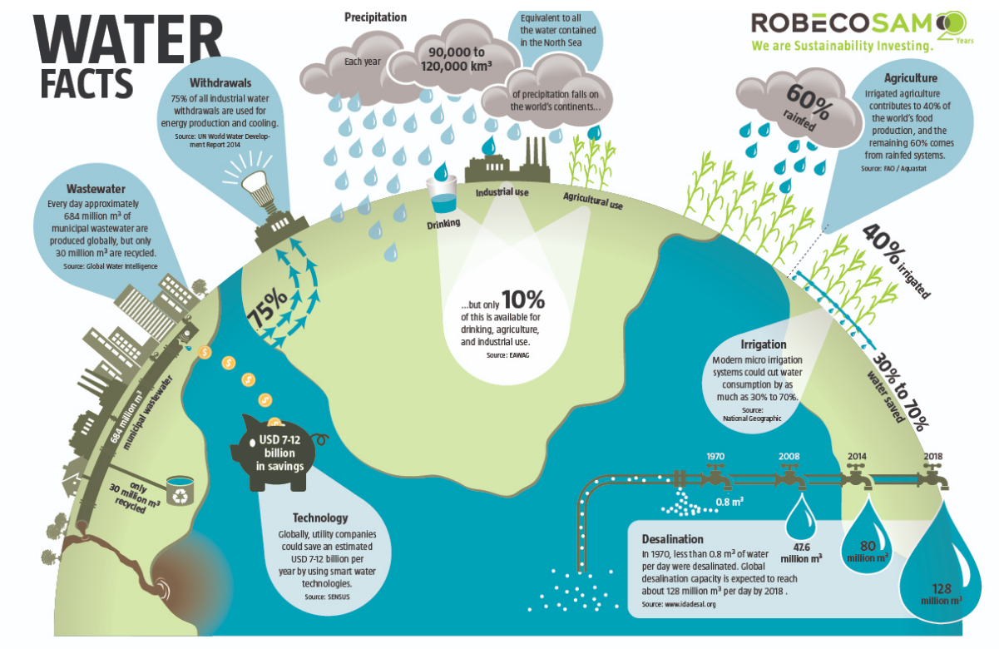 WATER
FACTS
Precipitation
Each year
90,000 to
120,000 km³
Equivalent to all
the water contained
in the North Sea
of precipitation falls on
the world's continents...
ROBECOSAM
20 Years
We are Sustainability Investing.
Withdrawals
75% of all industrial water
withdrawals are used for
energy production and cooling.
Source: UN World Water Develop-
ment Report 2014
60%
rainfed
Agriculture
Irrigated agriculture
contributes to 40% of
the world's food
production, and the
remaining 60% comes
from rainfed systems.
Source: FAO / Aquastat
Wastewater
Every day approximately
684 million m³ of
municipal wastewater are
produced globally, but only
30 million m³ are recycled.
Source: Global Water Intelligence
Drinking
Industrial use
Agricultural use
75%
...but only 10%
of this is available for
drinking, agriculture,
and industrial use.
Source: EAWAG
40% irrigated
Irrigation
Modern micro irrigation
systems could cut water
consumption by as
much as 30% to 70%.
Source:
National Geographic
30% to 70%
water saved
684 million m³
municipal wastewater
only
30 million m³
recycled
$
$
$
$
$
USD 7-12
billion
in savings
Technology
Globally, utility companies
could save an estimated
USD 7-12 billion per
year by using smart water
technologies.
Source: SENSUS
1970
2008
2014
2018
0.8 m³
47.6
million m³
80
million m³
128
million m³
Desalination
In 1970, less than 0.8 m³ of water
per day were desalinated. Global
desalination capacity is expected to reach
about 128 million m³ per day by 2018 .
Source: www.idadesal.org